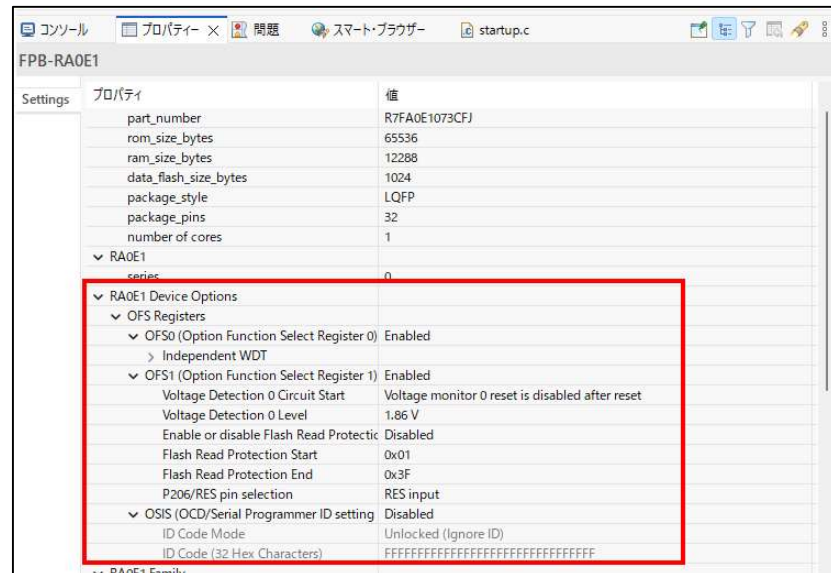 コンソール プロパティー × 問題 スマート・ブラウザー startup.c
FPB-RA0E1
Settings プロパティ 値
part_number R7FA0E1073CFJ
rom_size_bytes 65536
ram_size_bytes 12288
data_flash_size_bytes 1024
package_style LQFP
package_pins 32
number of cores 1
RA0E1
series 0
RA0E1 Device Options
OFS Registers
OFS0 (Option Function Select Register 0) Enabled
Independent WDT
OFS1 (Option Function Select Register 1) Enabled
Voltage Detection 0 Circuit Start Voltage monitor 0 reset is disabled after reset
Voltage Detection 0 Level 1.86 V
Enable or disable Flash Read Protectic Disabled
Flash Read Protection Start 0x01
Flash Read Protection End 0x3F
P206/RES pin selection RES input
OSIS (OCD/Serial Programmer ID setting Disabled
ID Code Mode Unlocked (Ignore ID)
ID Code (32 Hex Characters) FFFFFFFFFFFFFFFFFFFFFFFFFFFFFFFF
RA0E1 Family